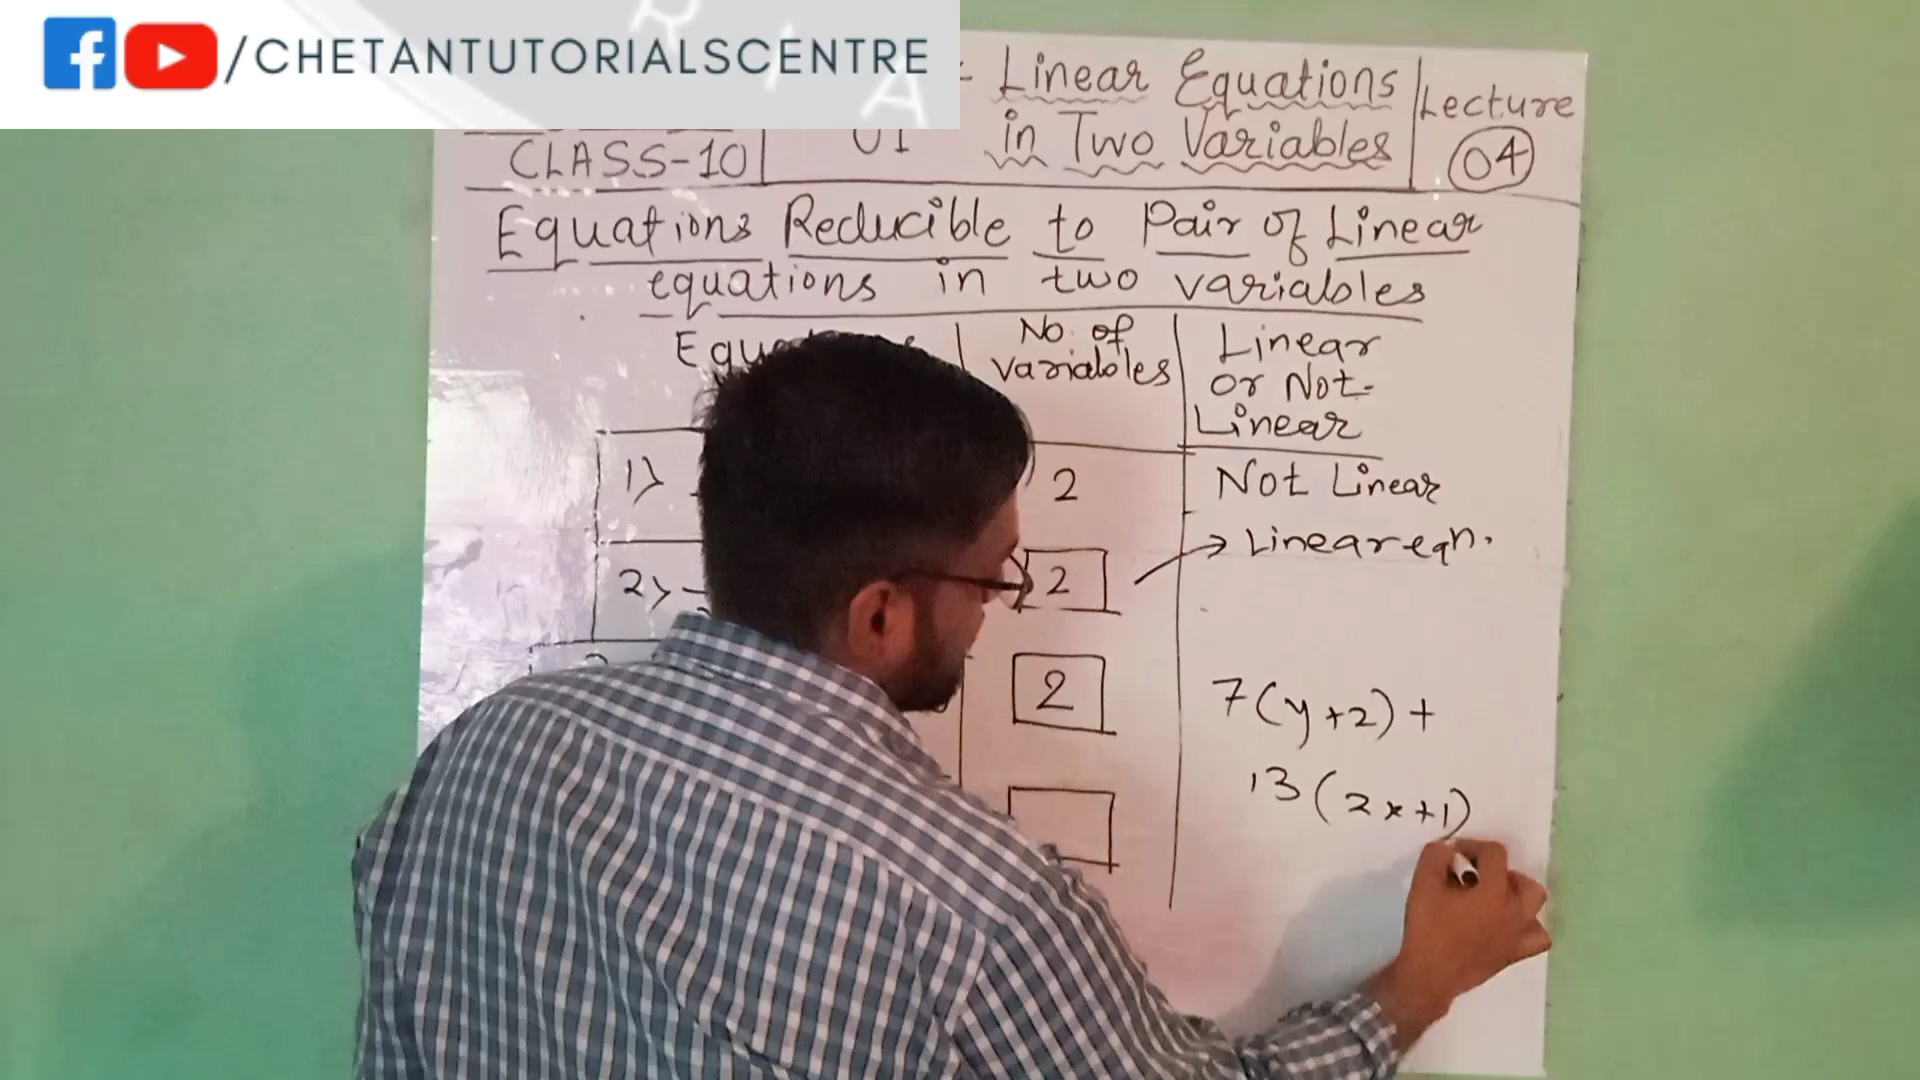 /CHETANTUTORIALSCENTRE
R I A
- Linear Equations
in Two Variables
Lecture
04
CLASS-10
01
Equations Reducible to Pair of Linear
equations in two variables
No. of
variables
Linear
or Not-
Linear
1>
2
Not Linear
2>
2
→ Linear eqn.
2
7(y+2)+
13(2x+1)